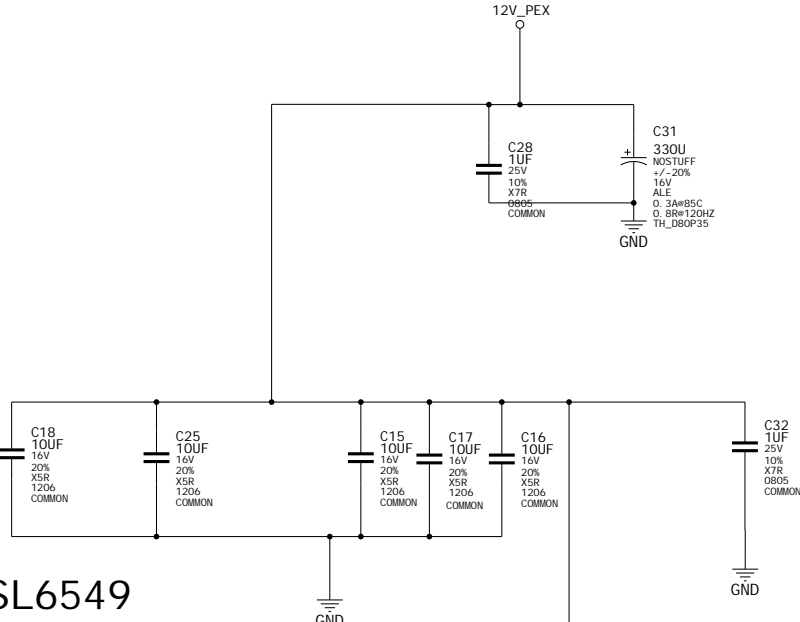 12V_PEX
C28
1UF
25V
10%
X7R
0805
COMMON
C31
330U
NOSTUFF
+/-20%
16V
ALE
0.3A@85C
0.8R@120HZ
TH_D80P35
+
GND
C18
10UF
16V
20%
X5R
1206
COMMON
C25
10UF
16V
20%
X5R
1206
COMMON
C15
10UF
16V
20%
X5R
1206
COMMON
C17
10UF
16V
20%
X5R
1206
COMMON
C16
10UF
16V
20%
X5R
1206
COMMON
C32
1UF
25V
10%
X7R
0805
COMMON
GND
SL6549
GND